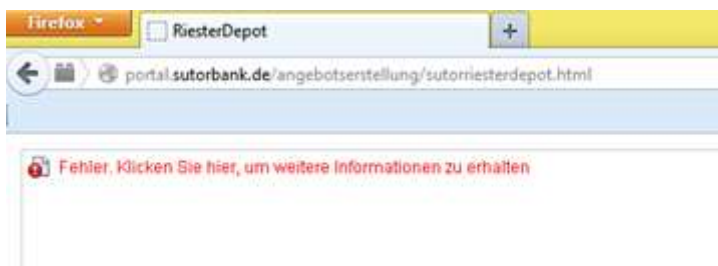 Firefox
RiesterDepot
portal.sutorbank.de/angebotserstellung/sutorriesterdepot.html
Fehler. Klicken Sie hier, um weitere Informationen zu erhalten